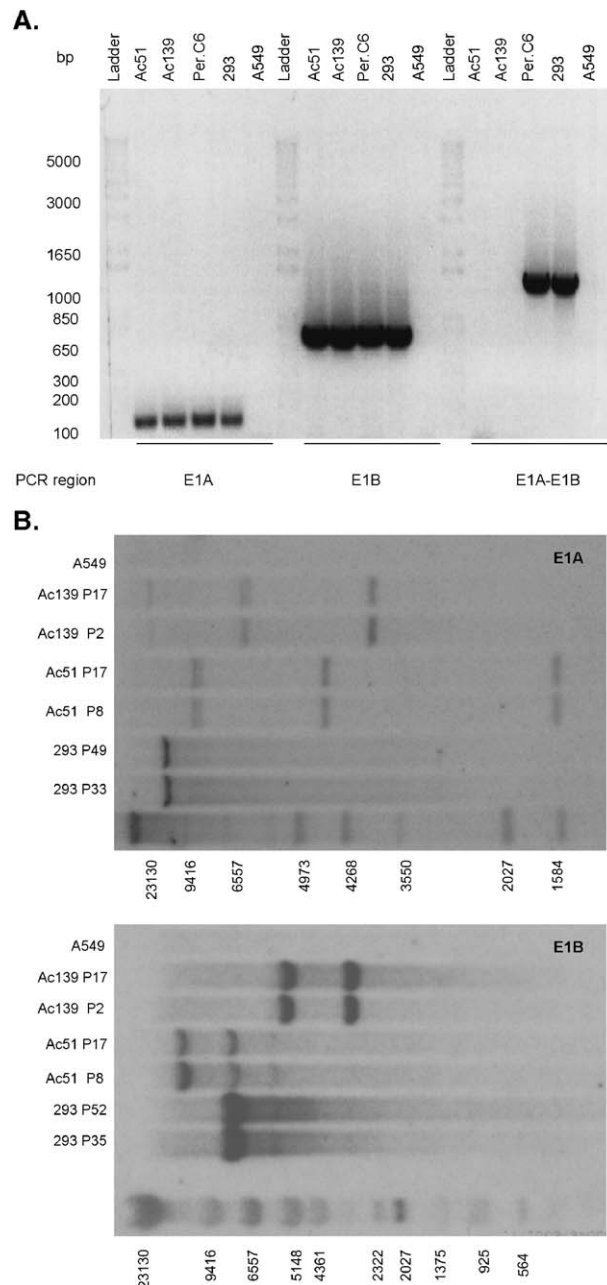 A.
bp Ladder Ac51 Ac139 Per.C6 293 A549 Ladder Ac51 Ac139 Per.C6 293 A549 Ladder Ac51 Ac139 Per.C6 293 A549
5000
3000
1650
1000
850
650
300
200
100
PCR region E1A E1B E1A-E1B
B.
A549 E1A
Ac139 P17
Ac139 P2
Ac51 P17
Ac51 P8
293 P49
293 P33
23130 9416 6557 4973 4268 3550 2027 1584
A549 E1B
Ac139 P17
Ac139 P2
Ac51 P17
Ac51 P8
293 P52
293 P35
23130 9416 6557 5148 4361 2322 2027 1375 925 564